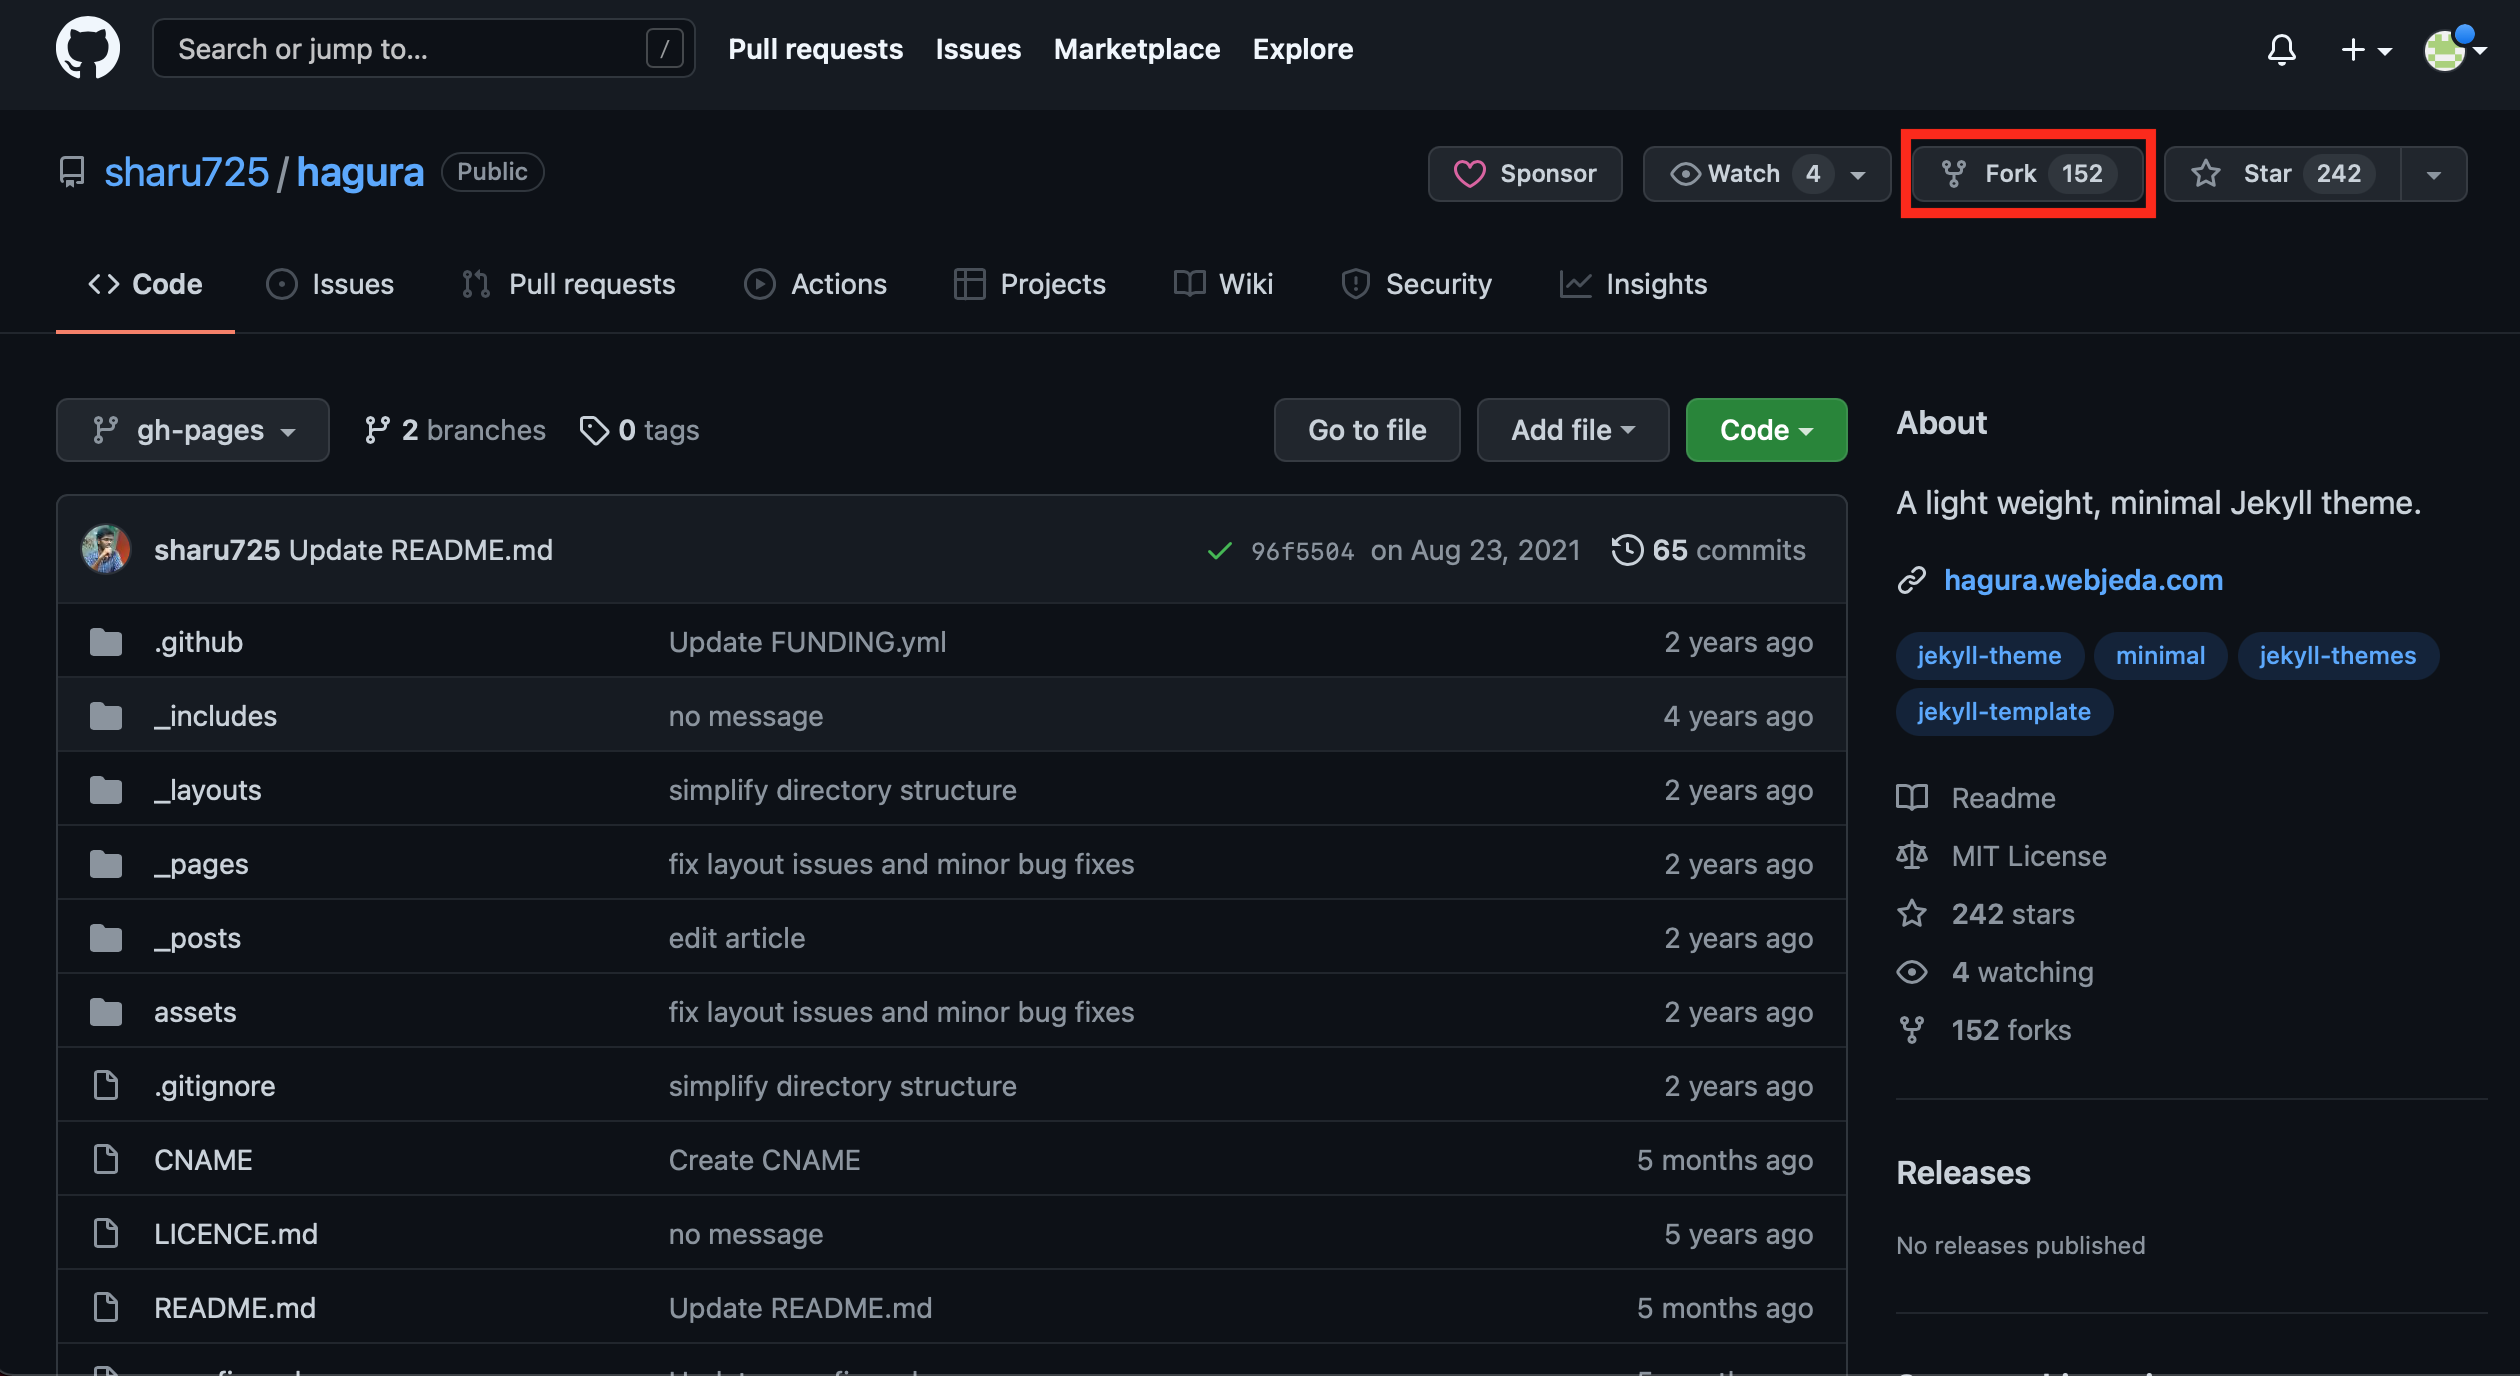 Search or jump to... / Pull requests Issues Marketplace Explore
sharu725 / hagura Public Sponsor Watch 4 Fork 152 Star 242
Code Issues Pull requests Actions Projects Wiki Security Insights
gh-pages 2 branches 0 tags Go to file Add file Code
sharu725 Update README.md 96f5504 on Aug 23, 2021 65 commits
.github Update FUNDING.yml 2 years ago
_includes no message 4 years ago
_layouts simplify directory structure 2 years ago
_pages fix layout issues and minor bug fixes 2 years ago
_posts edit article 2 years ago
assets fix layout issues and minor bug fixes 2 years ago
.gitignore simplify directory structure 2 years ago
CNAME Create CNAME 5 months ago
LICENCE.md no message 5 years ago
README.md Update README.md 5 months ago
About
A light weight, minimal Jekyll theme.
hagura.webjeda.com
jekyll-theme minimal jekyll-themes
jekyll-template
Readme
MIT License
242 stars
4 watching
152 forks
Releases
No releases published